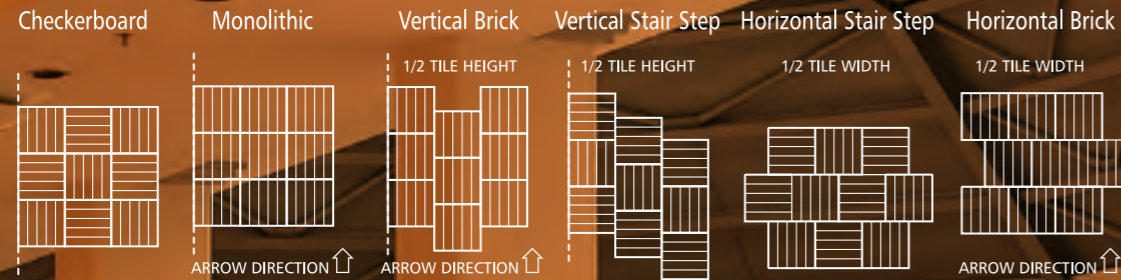 Checkerboard Monolithic Vertical Brick Vertical Stair Step Horizontal Stair Step Horizontal Brick
1/2 TILE HEIGHT 1/2 TILE HEIGHT 1/2 TILE WIDTH 1/2 TILE WIDTH
ARROW DIRECTION ARROW DIRECTION ARROW DIRECTION